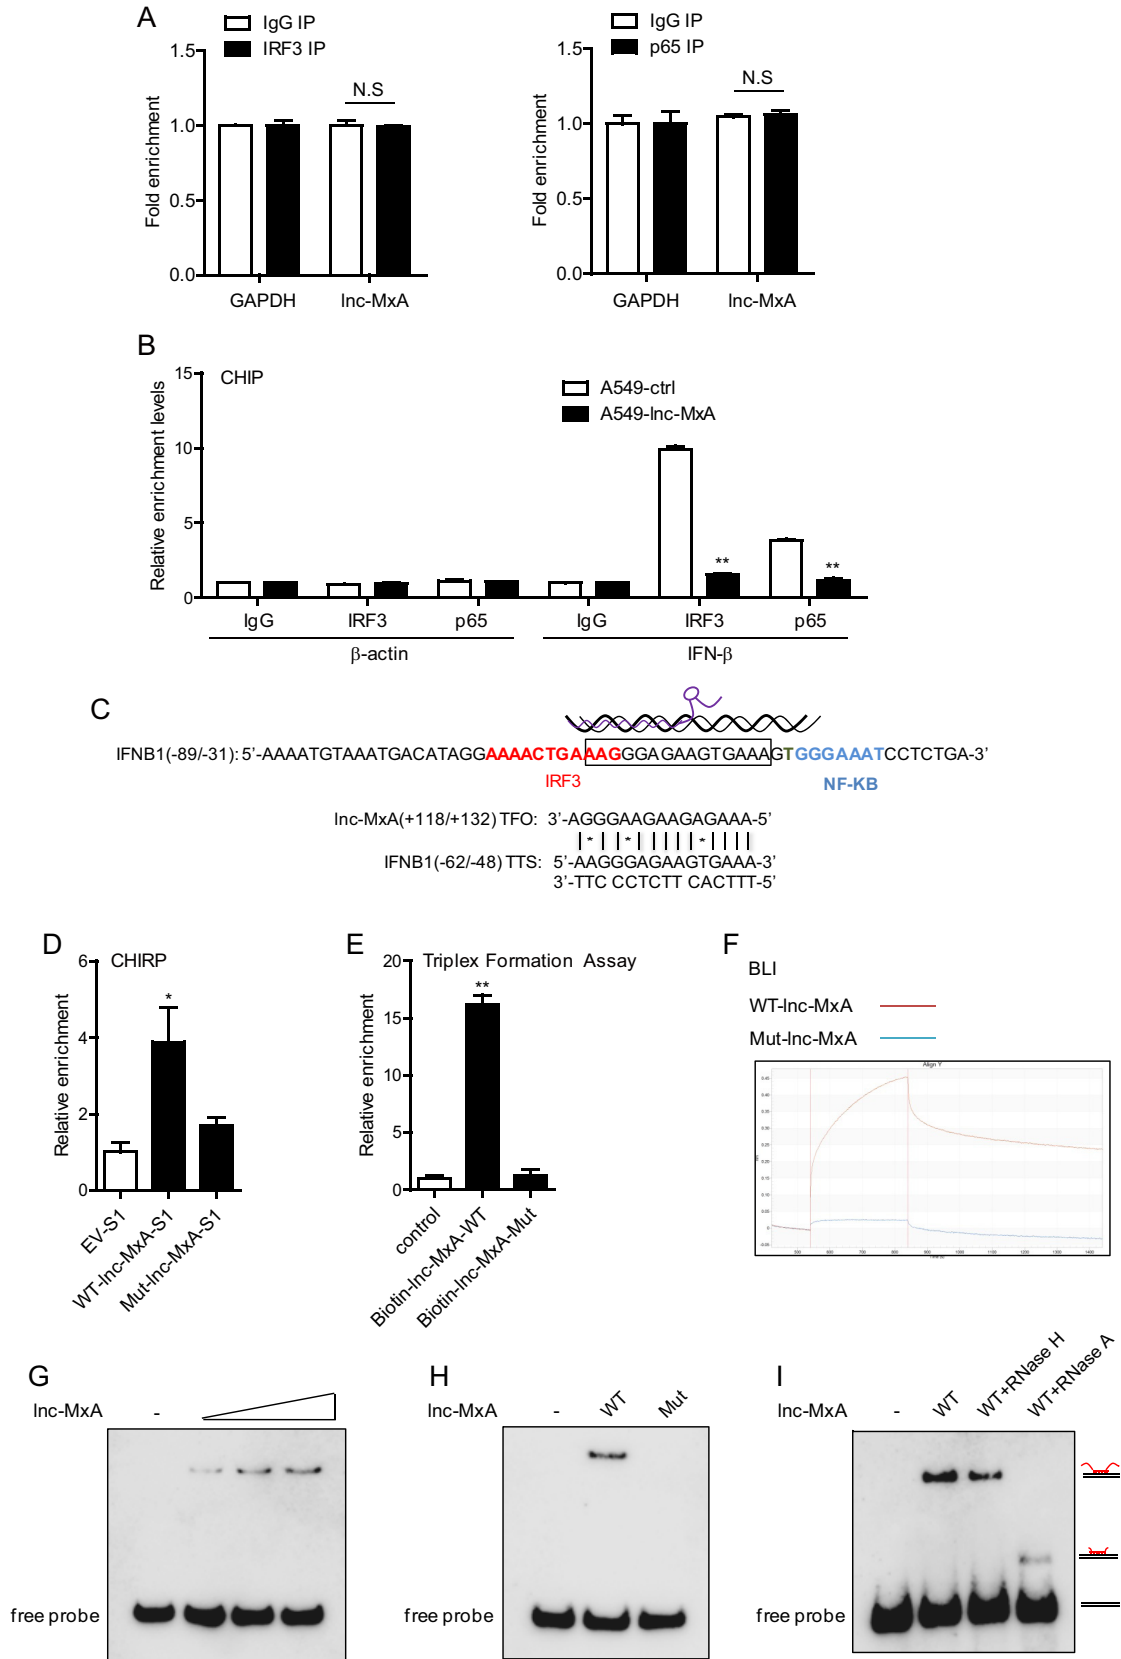 A
IgG IP
IRF3 IP
1.5
1.0
0.5
0.0
Fold enrichment
N.S
GAPDH
lnc-MxA
IgG IP
p65 IP
1.5
1.0
0.5
0.0
Fold enrichment
N.S
GAPDH
lnc-MxA
B
CHIP
A549-ctrl
A549-lnc-MxA
15
10
5
0
Relative enrichment levels
**
**
IgG IRF3 p65 IgG IRF3 p65
β-actin IFN-β
C
IFNB1(-89/-31): 5'-AAAATGTAAATGACATAGGAAAACTGAAAGGGAGAAGTGAAAGTGGGAAATCCTCTGA-3'
IRF3 NF-KB
lnc-MxA(+118/+132) TFO: 3'-AGGGAAGAAGAGAAA-5'
|*||*|||||*||||
IFNB1(-62/-48) TTS: 5'-AAGGGAGAAGTGAAA-3'
3'-TTC CCTCTT CACTTT-5'
D
CHIRP
6
4
2
0
Relative enrichment
*
EV-S1
WT-lnc-MxA-S1
Mut-lnc-MxA-S1
E
Triplex Formation Assay
20
15
10
5
0
Relative enrichment
**
control
Biotin-lnc-MxA-WT
Biotin-lnc-MxA-Mut
F
BLI
WT-lnc-MxA
Mut-lnc-MxA
Align Y
G
lnc-MxA -
free probe
H
lnc-MxA - WT Mut
free probe
I
lnc-MxA - WT WT+RNase H WT+RNase A
free probe